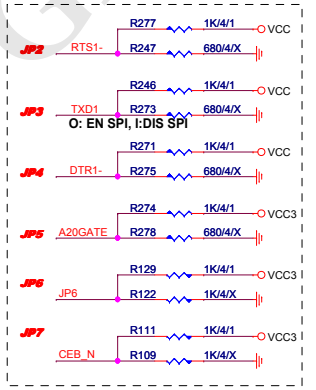 R277 1K/4/1 VCC
JP2 RTS1- R247 680/4/X
R246 1K/4/1 VCC
JP3 TXD1 R273 680/4/X
O: EN SPI, I:DIS SPI
R271 1K/4/1 VCC
JP4 DTR1- R275 680/4/X
R274 1K/4/1 VCC3
JP5 A20GATE R278 680/4/X
R129 1K/4/1 VCC3
JP6
JP6 R122 1K/4/X
R111 1K/4/1 VCC3
JP7
CEB_N R109 1K/4/X